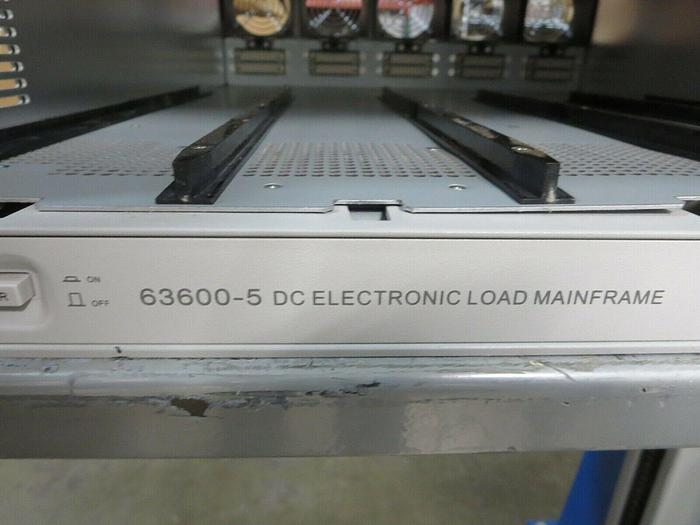 R
ON
OFF
63600-5 DC ELECTRONIC LOAD MAINFRAME